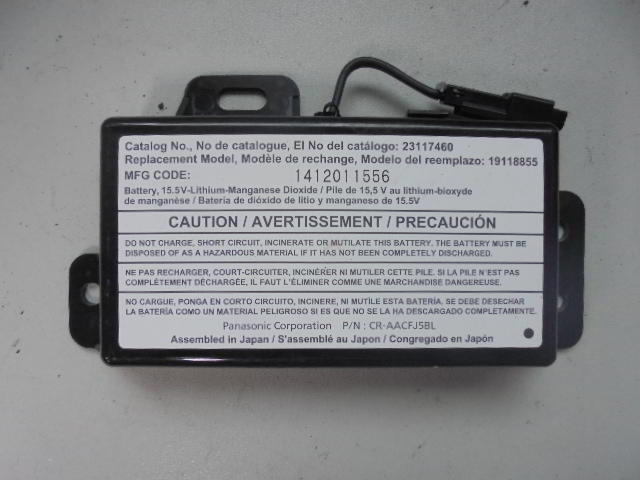 Catalog No., No de catalogue, El No del catálogo: 23117460
Replacement Model, Modèle de rechange, Modelo del reemplazo: 19118855
MFG CODE: 1412011556
Battery, 15.5V-Lithium-Manganese Dioxide / Pile de 15,5 V au lithium-bioxyde
de manganèse / Batería de dióxido de litio y manganeso de 15.5V
CAUTION / AVERTISSEMENT / PRECAUCIÓN
DO NOT CHARGE, SHORT CIRCUIT, INCINERATE OR MUTILATE THIS BATTERY. THE BATTERY MUST BE
DISPOSED OF AS A HAZARDOUS MATERIAL IF IT HAS NOT BEEN COMPLETELY DISCHARGED.
NE PAS RECHARGER, COURT-CIRCUITER, INCINÉRER NI MUTILER CETTE PILE. SI LA PILE N'EST PAS
COMPLÈTEMENT DÉCHARGÉE, IL FAUT L'ÉLIMINER COMME UNE MARCHANDISE DANGEREUSE.
NO CARGUE, PONGA EN CORTO CIRCUITO, INCINERE, NI MUTILE ESTA BATERÍA. SE DEBE DESECHAR
LA BATERÍA COMO UN MATERIAL PELIGROSO SI ES QUE NO SE LA HA DESCARGADO COMPLETAMENTE.
Panasonic Corporation P/N : CR-AACFJ5BL
Assembled in Japan / S'assemblé au Japon / Congregado en Japón